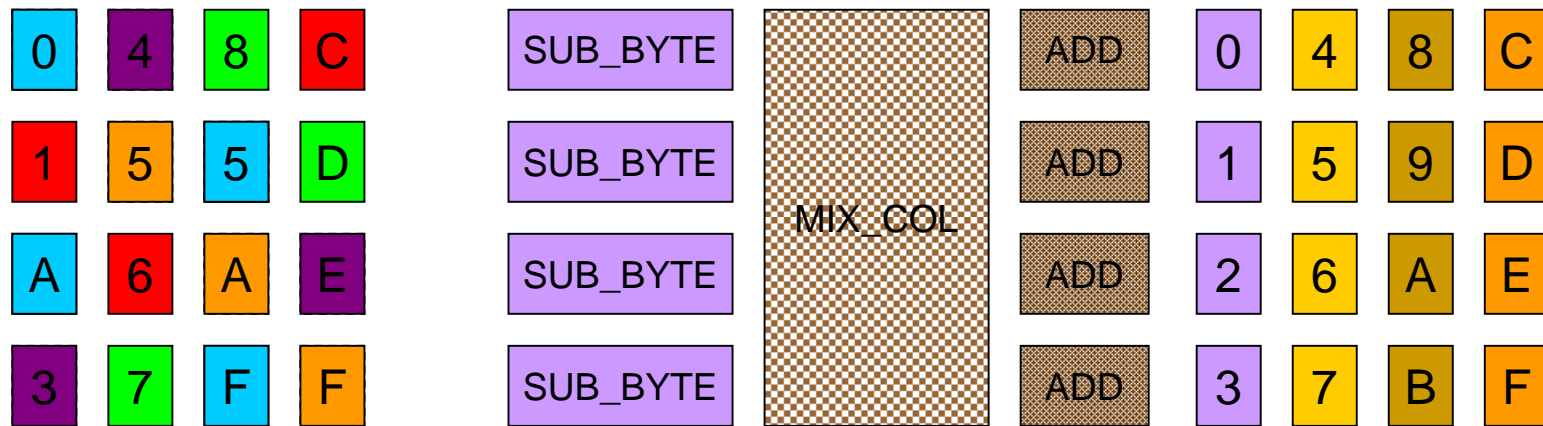 0 4 8 C SUB_BYTE ADD 0 4 8 C
1 5 5 D SUB_BYTE ADD 1 5 9 D
MIX_COL
A 6 A E SUB_BYTE ADD 2 6 A E
3 7 F F SUB_BYTE ADD 3 7 B F